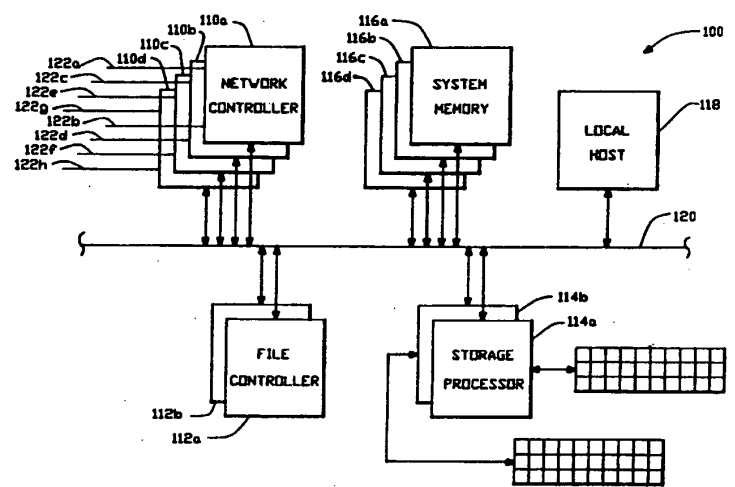 110a
110b
110c
110d
122a
122c
122e
122g
122b
122d
122f
122h
NETWORK
CONTROLLER
116a
116b
116c
116d
SYSTEM
MEMORY
100
118
LOCAL
HOST
120
FILE
CONTROLLER
112b
112a
114b
114a
STORAGE
PROCESSOR